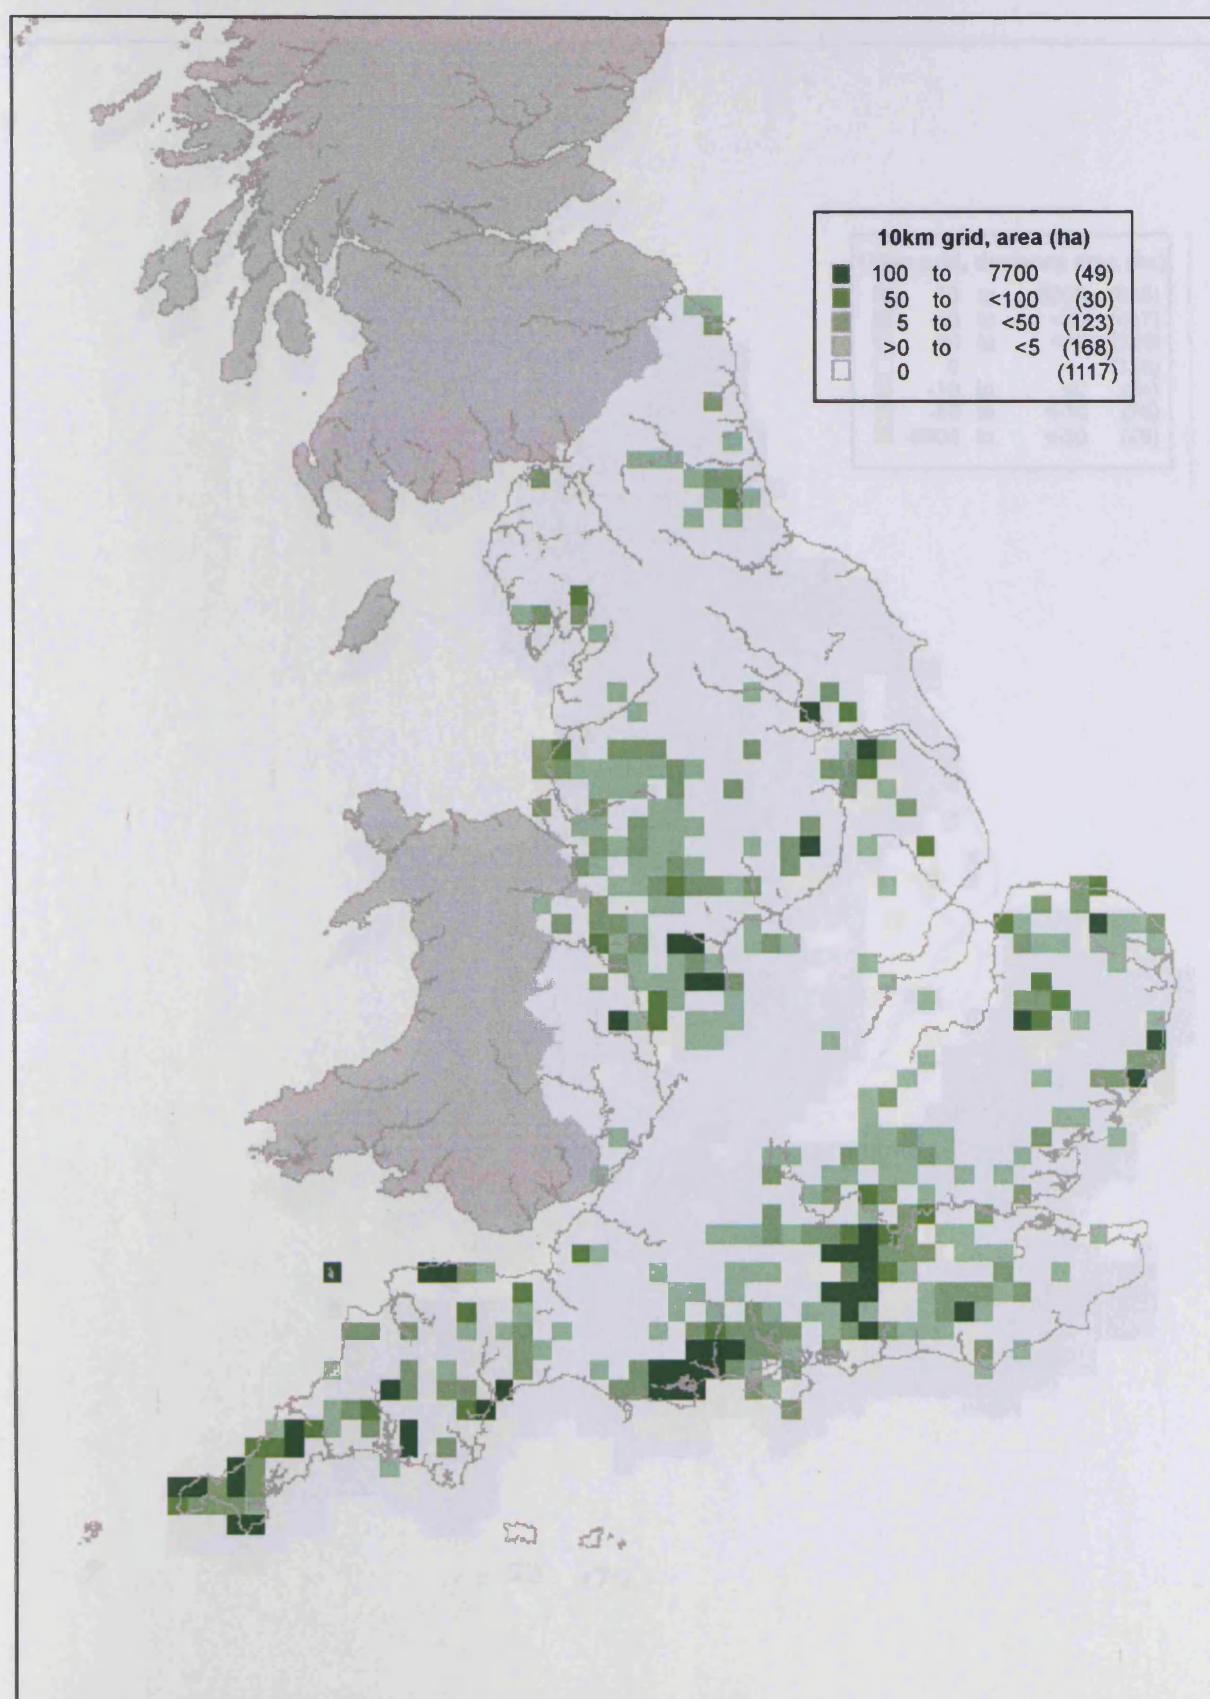 10km grid, area (ha)
100 to 7700 (49)
50 to <100 (30)
5 to <50 (123)
>0 to <5 (168)
0 (1117)